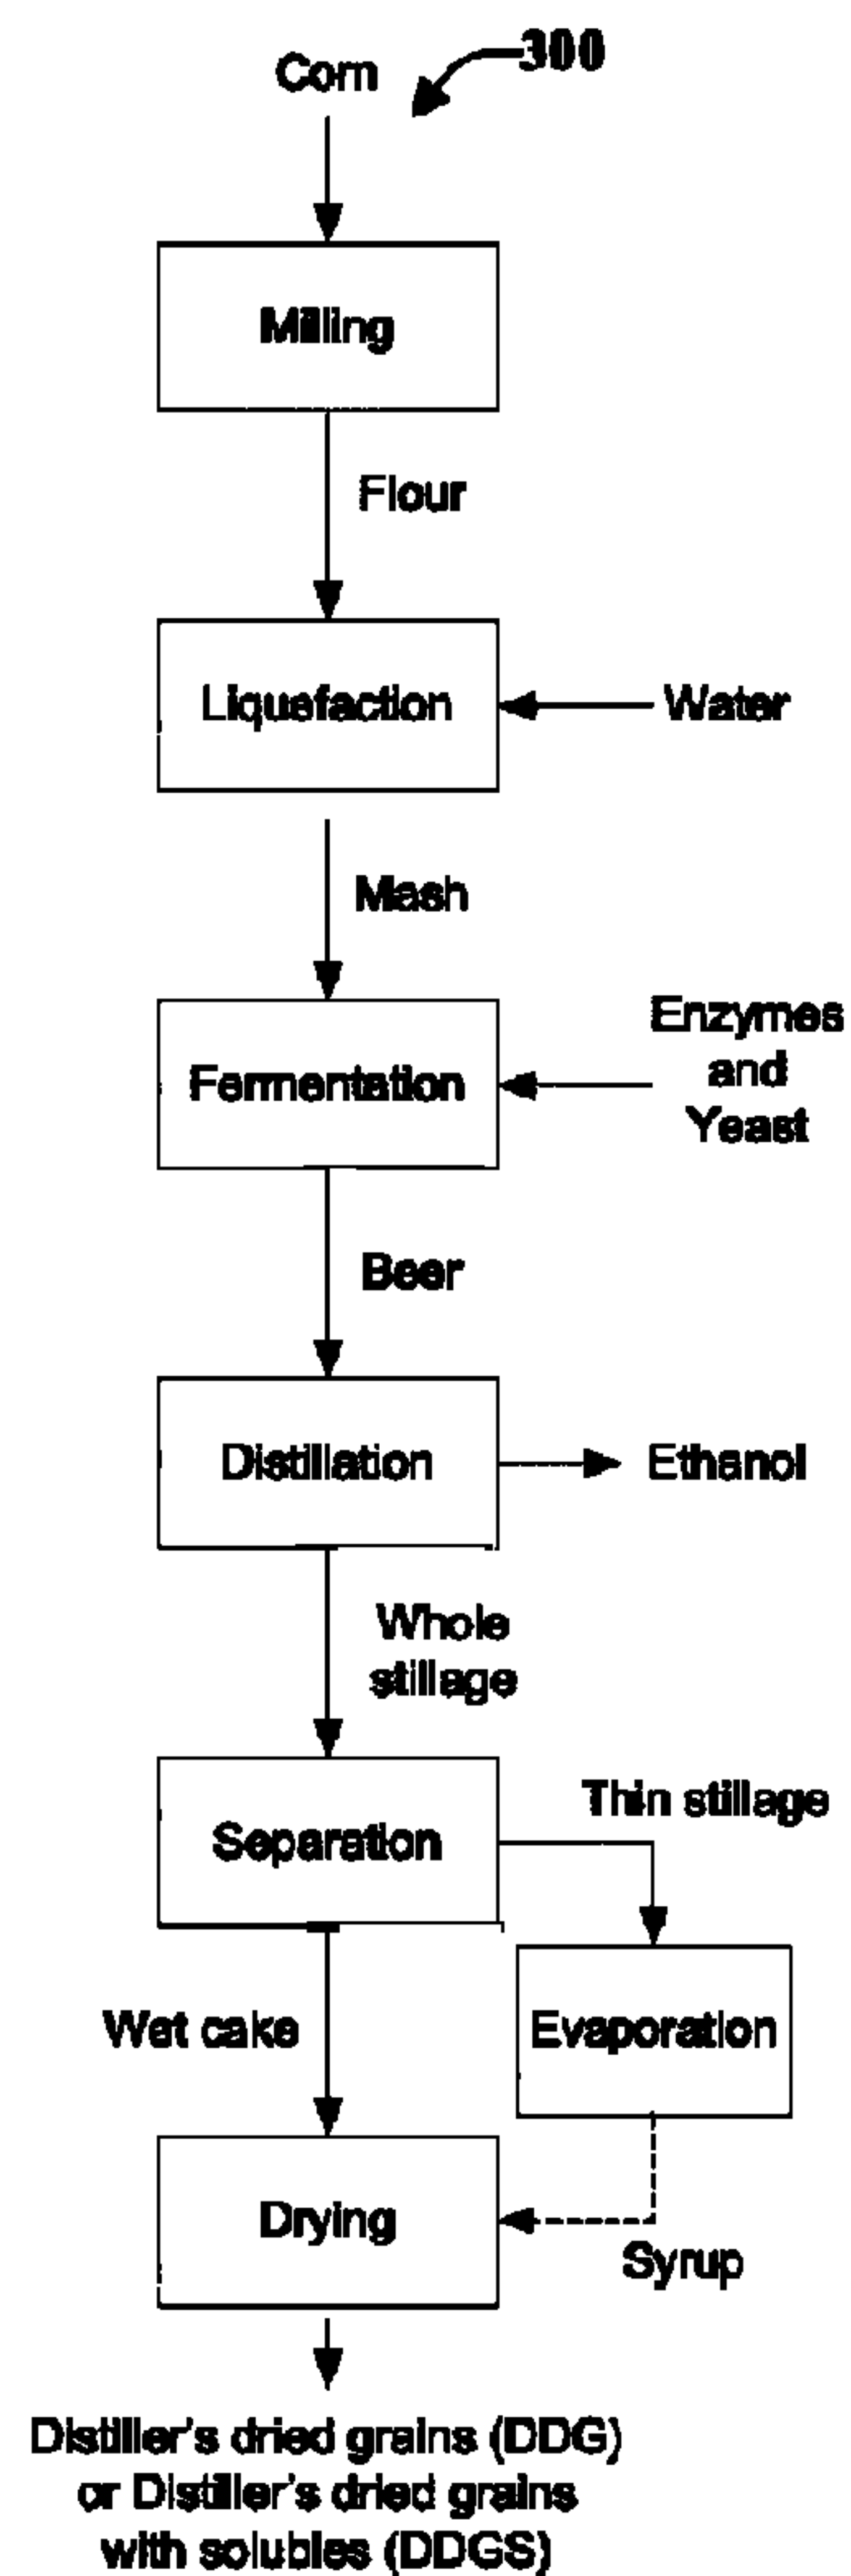 Corn
300
Milling
Flour
Liquefaction
Water
Mash
Fermentation
Enzymes
and
Yeast
Beer
Distillation
Ethanol
Whole
stillage
Separation
Thin stillage
Wet cake
Evaporation
Drying
Syrup
Distiller's dried grains (DDG)
or Distiller's dried grains
with solubles (DDGS)